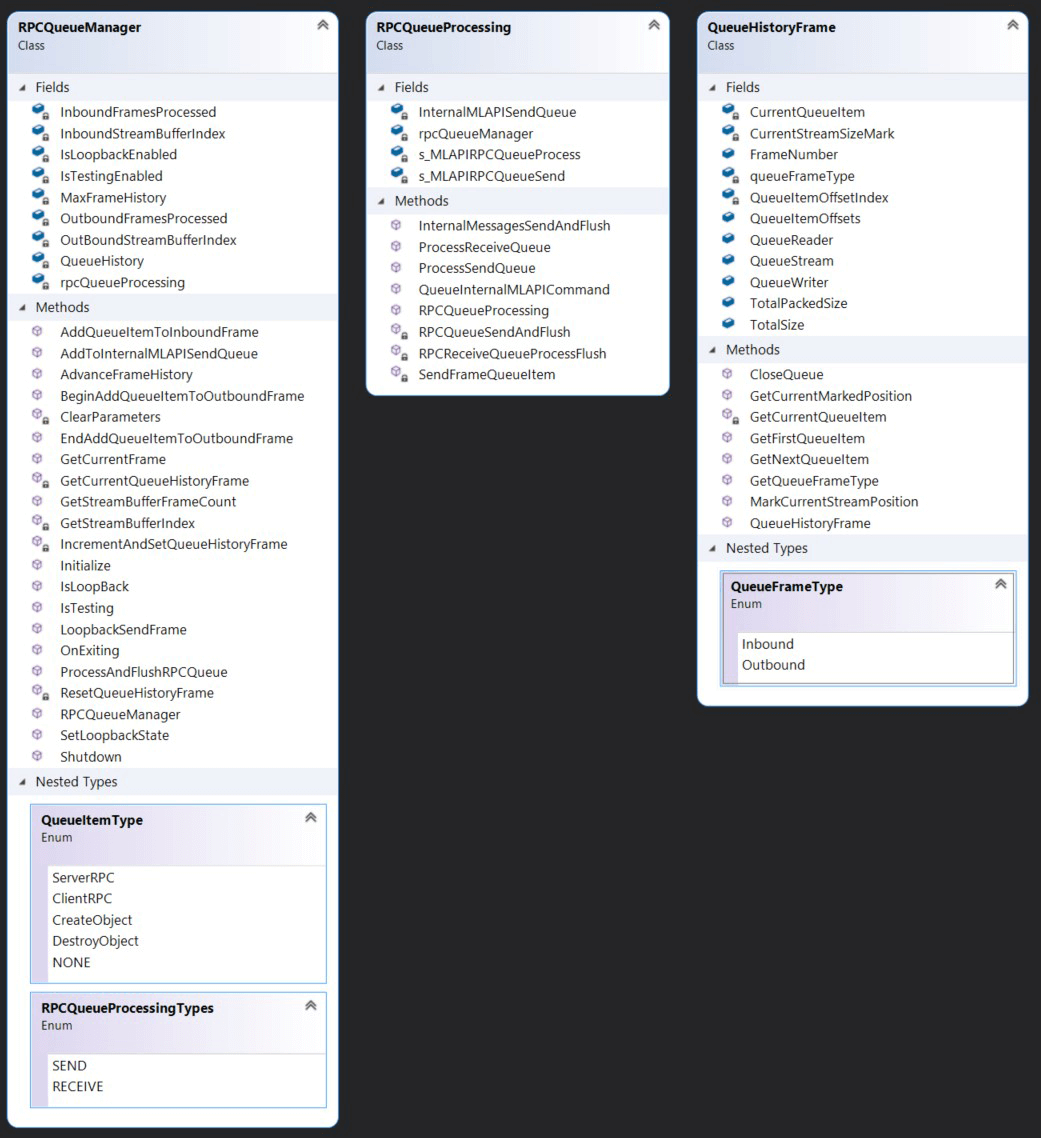 RPCQueueManager
Class
Fields
InboundFramesProcessed
InboundStreamBufferIndex
IsLoopbackEnabled
IsTestingEnabled
MaxFrameHistory
OutboundFramesProcessed
OutBoundStreamBufferIndex
QueueHistory
rpcQueueProcessing
Methods
AddQueueItemToInboundFrame
AddToInternalMLAPISendQueue
AdvanceFrameHistory
BeginAddQueueItemToOutboundFrame
ClearParameters
EndAddQueueItemToOutboundFrame
GetCurrentFrame
GetCurrentQueueHistoryFrame
GetStreamBufferFrameCount
GetStreamBufferIndex
IncrementAndSetQueueHistoryFrame
Initialize
IsLoopBack
IsTesting
LoopbackSendFrame
OnExiting
ProcessAndFlushRPCQueue
ResetQueueHistoryFrame
RPCQueueManager
SetLoopbackState
Shutdown
Nested Types
QueueItemType
Enum
ServerRPC
ClientRPC
CreateObject
DestroyObject
NONE
RPCQueueProcessingTypes
Enum
SEND
RECEIVE
RPCQueueProcessing
Class
Fields
InternalMLAPISendQueue
rpcQueueManager
s_MLAPIRPCQueueProcess
s_MLAPIRPCQueueSend
Methods
InternalMessagesSendAndFlush
ProcessReceiveQueue
ProcessSendQueue
QueueInternalMLAPICommand
RPCQueueProcessing
RPCQueueSendAndFlush
RPCReceiveQueueProcessFlush
SendFrameQueueItem
QueueHistoryFrame
Class
Fields
CurrentQueueItem
CurrentStreamSizeMark
FrameNumber
queueFrameType
QueueItemOffsetIndex
QueueItemOffsets
QueueReader
QueueStream
QueueWriter
TotalPackedSize
TotalSize
Methods
CloseQueue
GetCurrentMarkedPosition
GetCurrentQueueItem
GetFirstQueueItem
GetNextQueueItem
GetQueueFrameType
MarkCurrentStreamPosition
QueueHistoryFrame
Nested Types
QueueFrameType
Enum
Inbound
Outbound